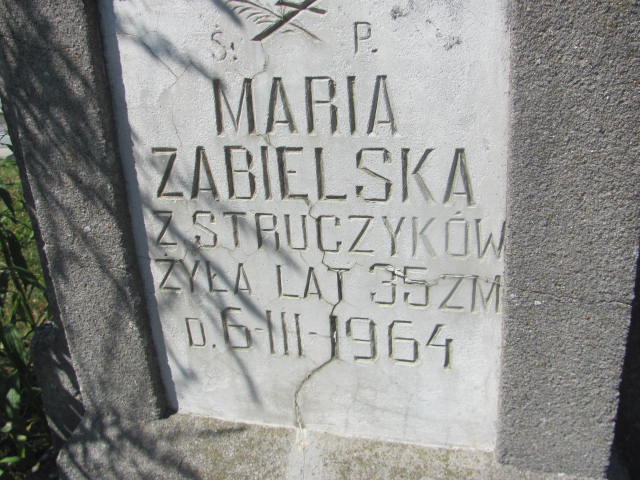 Ś. P.
MARIA
ZABIELSKA
Z STRUCZYKÓW
ŻYŁA LAT 35 ZM
D. 6-III-1964